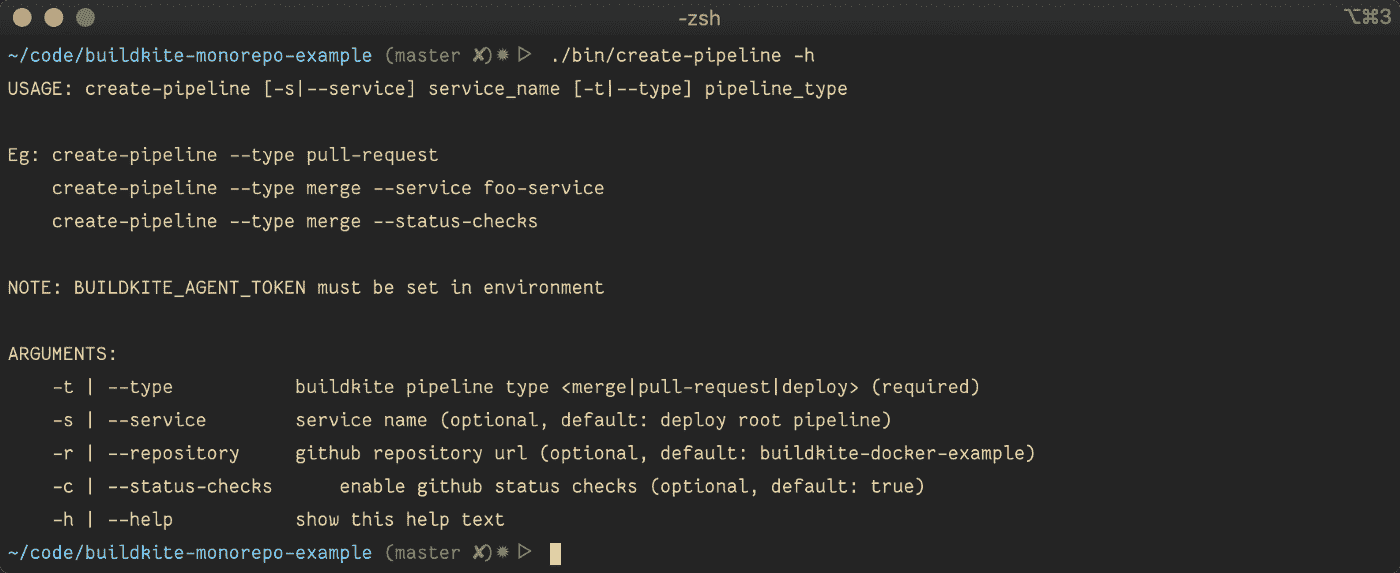 -zsh
⌥⌘3
~/code/buildkite-monorepo-example (master ✘)✹ ▷ ./bin/create-pipeline -h
USAGE: create-pipeline [-s|--service] service_name [-t|--type] pipeline_type
Eg: create-pipeline --type pull-request
    create-pipeline --type merge --service foo-service
    create-pipeline --type merge --status-checks
NOTE: BUILDKITE_AGENT_TOKEN must be set in environment
ARGUMENTS:
    -t | --type           buildkite pipeline type <merge|pull-request|deploy> (required)
    -s | --service        service name (optional, default: deploy root pipeline)
    -r | --repository     github repository url (optional, default: buildkite-docker-example)
    -c | --status-checks      enable github status checks (optional, default: true)
    -h | --help           show this help text
~/code/buildkite-monorepo-example (master ✘)✹ ▷